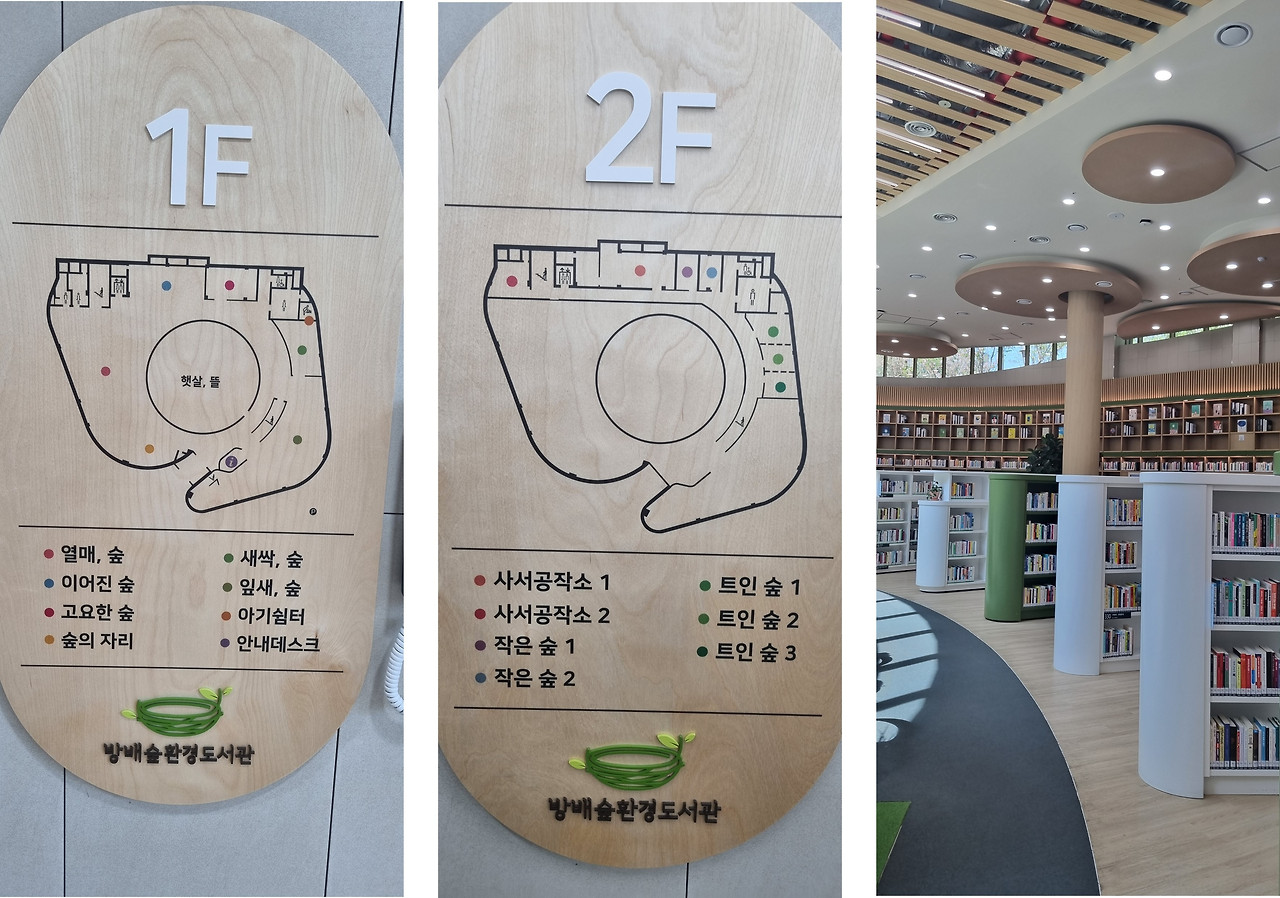 1F
햇살, 뜰
열매, 숲
이어진 숲
고요한 숲
숲의 자리
새싹, 숲
잎새, 숲
아기쉼터
안내데스크
방배숲환경도서관
2F
사서공작소 1
사서공작소 2
작은 숲 1
작은 숲 2
트인 숲 1
트인 숲 2
트인 숲 3
방배숲환경도서관